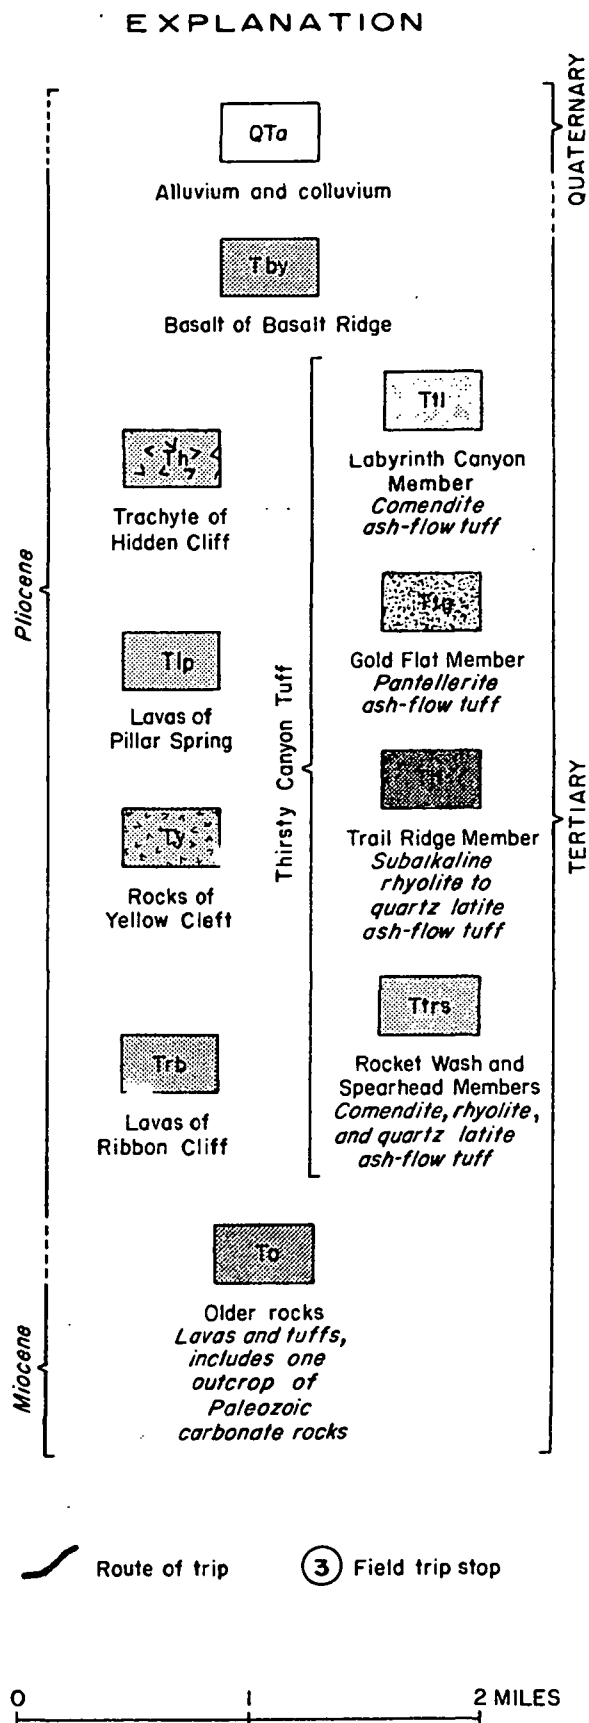 EXPLANATION
QUATERNARY
QTa
Alluvium and colluvium
Tby
Basalt of Basalt Ridge
Pliocene
Th
Trachyte of
Hidden Cliff
Tlp
Lavas of
Pillar Spring
Ty
Rocks of
Yellow Cleft
Trb
Lavas of
Ribbon Cliff
Thirsty Canyon Tuff
Ttl
Labyrinth Canyon
Member
Comendite
ash-flow tuff
Ttg
Gold Flat Member
Pantellerite
ash-flow tuff
Trail Ridge Member
Subalkaline
rhyolite to
quartz latite
ash-flow tuff
Ttrs
Rocket Wash and
Spearhead Members
Comendite, rhyolite,
and quartz latite
ash-flow tuff
TERTIARY
Miocene
To
Older rocks
Lavas and tuffs,
includes one
outcrop of
Paleozoic
carbonate rocks
Route of trip
3 Field trip stop
0 1 2 MILES